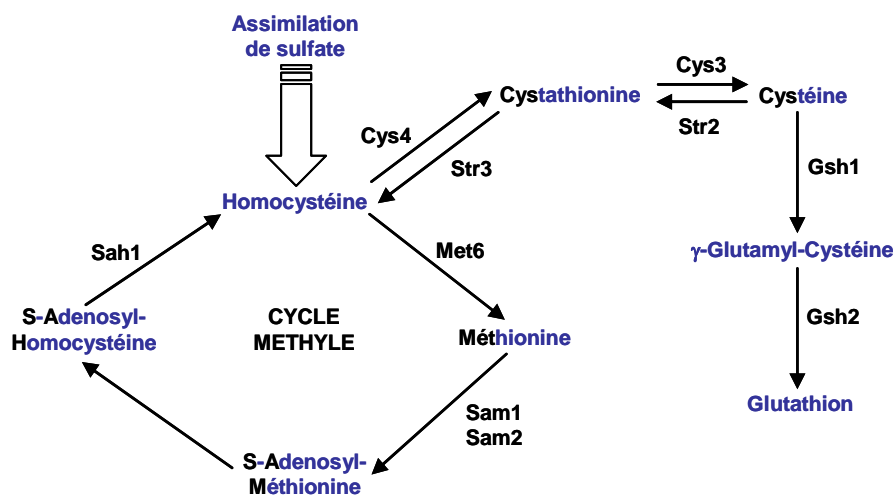 Assimilation
de sulfate
Cys3
Cystathionine
Cystéine
Str2
Cys4
Str3
Gsh1
Homocystéine
Sah1
Met6
γ-Glutamyl-Cystéine
S-Adenosyl-
Homocystéine
CYCLE
METHYLE
Méthionine
Gsh2
Glutathion
Sam1
Sam2
S-Adenosyl-
Méthionine